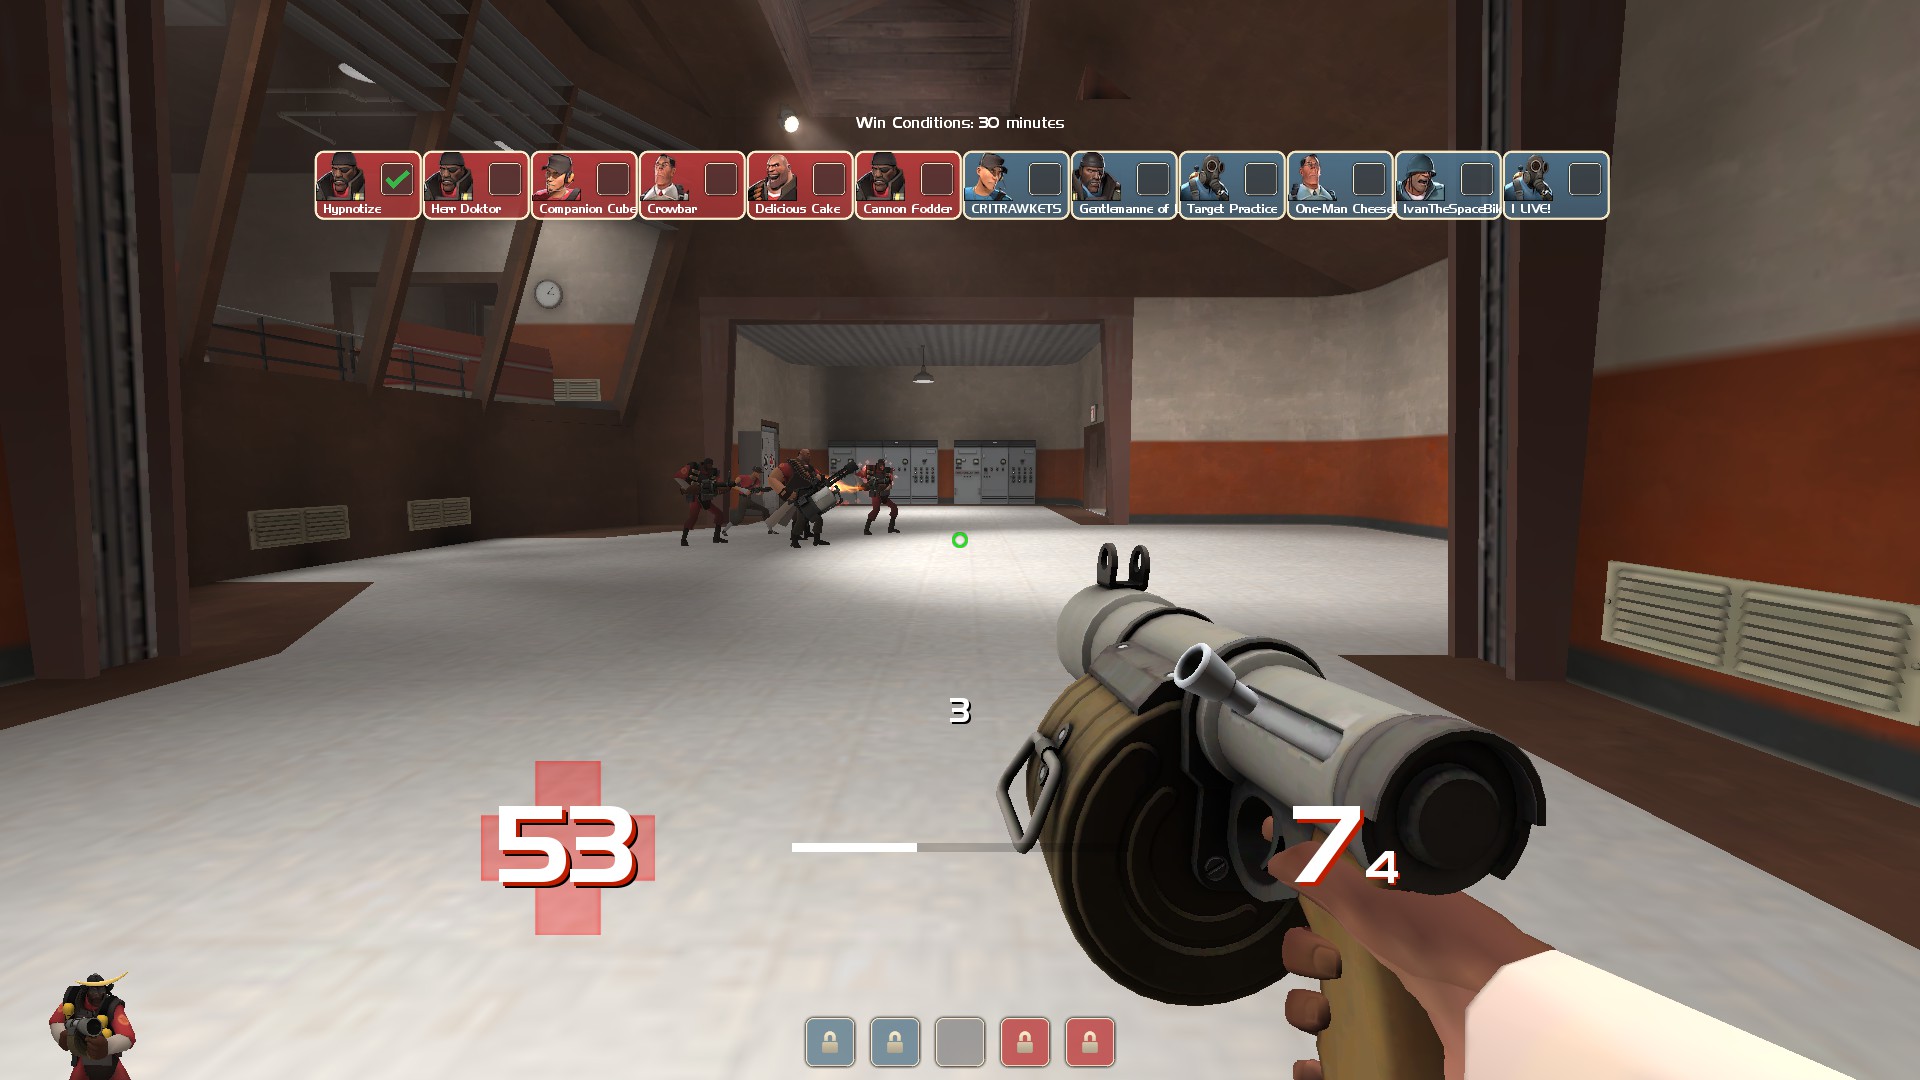 Win Conditions: 30 minutes
Hypnotize
Herr Doktor
Companion Cube
Crowbar
Delicious Cake
Cannon Fodder
CRITRAWKETS
Gentlemanne of
Target Practice
One-Man Cheese
IvanTheSpaceBik
I LIVE!
3
53
7 4